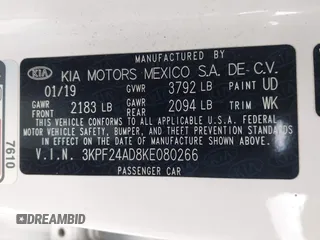 MANUFACTURED BY
KIA KIA MOTORS MEXICO S.A. DE C.V.
01/19 GVWR 3792 LB PAINT UD
GAWR FRONT 2183 LB GAWR REAR 2094 LB TRIM WK
THIS VEHICLE CONFORMS TO ALL APPLICABLE FEDERAL MOTOR
VEHICLE SAFETY, BUMPER, AND THEFT PREVENTION STANDARDS
IN EFFECT ON THE DATE OF MANUFACTURE SHOWN ABOVE.
V.I.N. 3KPF24AD8KE080266
PASSENGER CAR
7610
DREAMBID
DREAMBID.COM